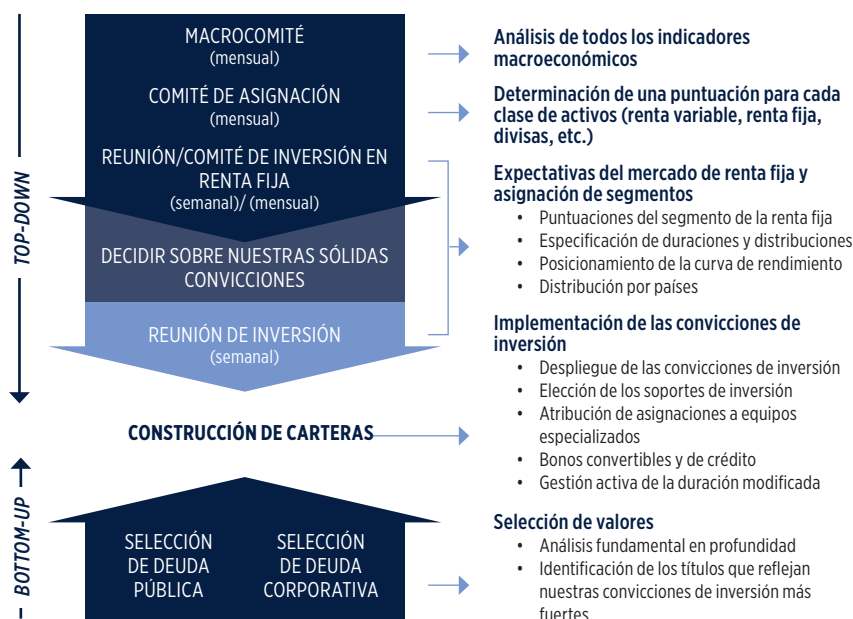 TOP-DOWN
MACROCOMITÉ
(mensual)
COMITÉ DE ASIGNACIÓN
(mensual)
REUNIÓN/COMITÉ DE INVERSIÓN EN
RENTA FIJA
(semanal)/ (mensual)
DECIDIR SOBRE NUESTRAS SÓLIDAS
CONVICCIONES
REUNIÓN DE INVERSIÓN
(semanal)
CONSTRUCCIÓN DE CARTERAS
BOTTOM-UP
SELECCIÓN
DE DEUDA
PÚBLICA
SELECCIÓN
DE DEUDA
CORPORATIVA
Análisis de todos los indicadores
macroeconómicos
Determinación de una puntuación para cada
clase de activos (renta variable, renta fija,
divisas, etc.)
Expectativas del mercado de renta fija y
asignación de segmentos
• Puntuaciones del segmento de la renta fija
• Especificación de duraciones y distribuciones
• Posicionamiento de la curva de rendimiento
• Distribución por países
Implementación de las convicciones de
inversión
• Despliegue de las convicciones de inversión
• Elección de los soportes de inversión
• Atribución de asignaciones a equipos
especializados
• Bonos convertibles y de crédito
• Gestión activa de la duración modificada
Selección de valores
• Análisis fundamental en profundidad
• Identificación de los títulos que reflejan
nuestras convicciones de inversión más
fuertes